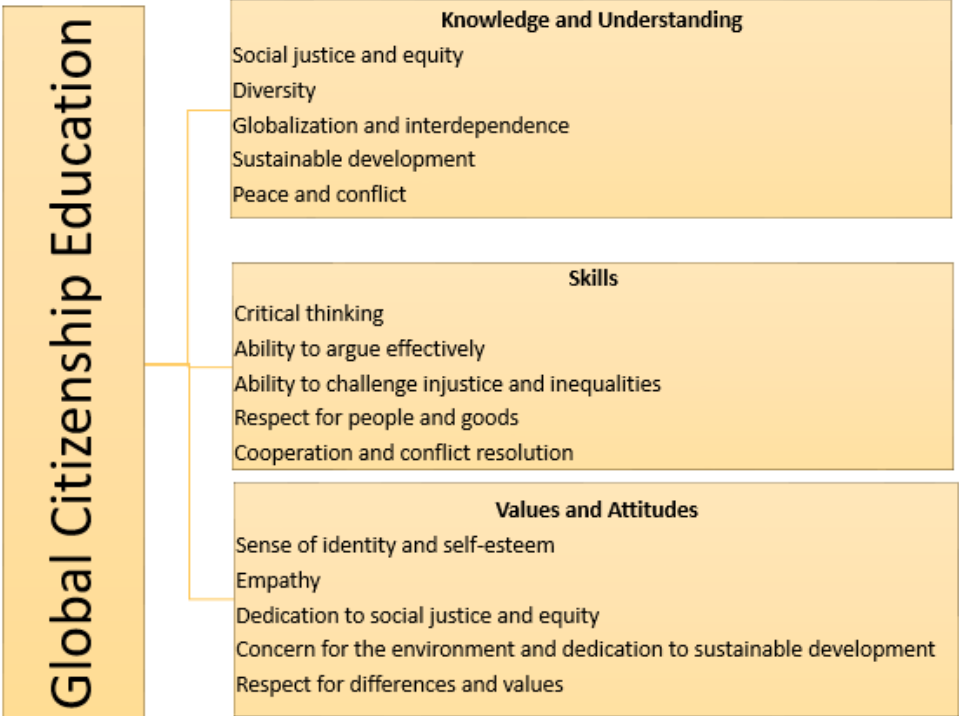 Global Citizenship Education
Knowledge and Understanding
Social justice and equity
Diversity
Globalization and interdependence
Sustainable development
Peace and conflict
Skills
Critical thinking
Ability to argue effectively
Ability to challenge injustice and inequalities
Respect for people and goods
Cooperation and conflict resolution
Values and Attitudes
Sense of identity and self-esteem
Empathy
Dedication to social justice and equity
Concern for the environment and dedication to sustainable development
Respect for differences and values